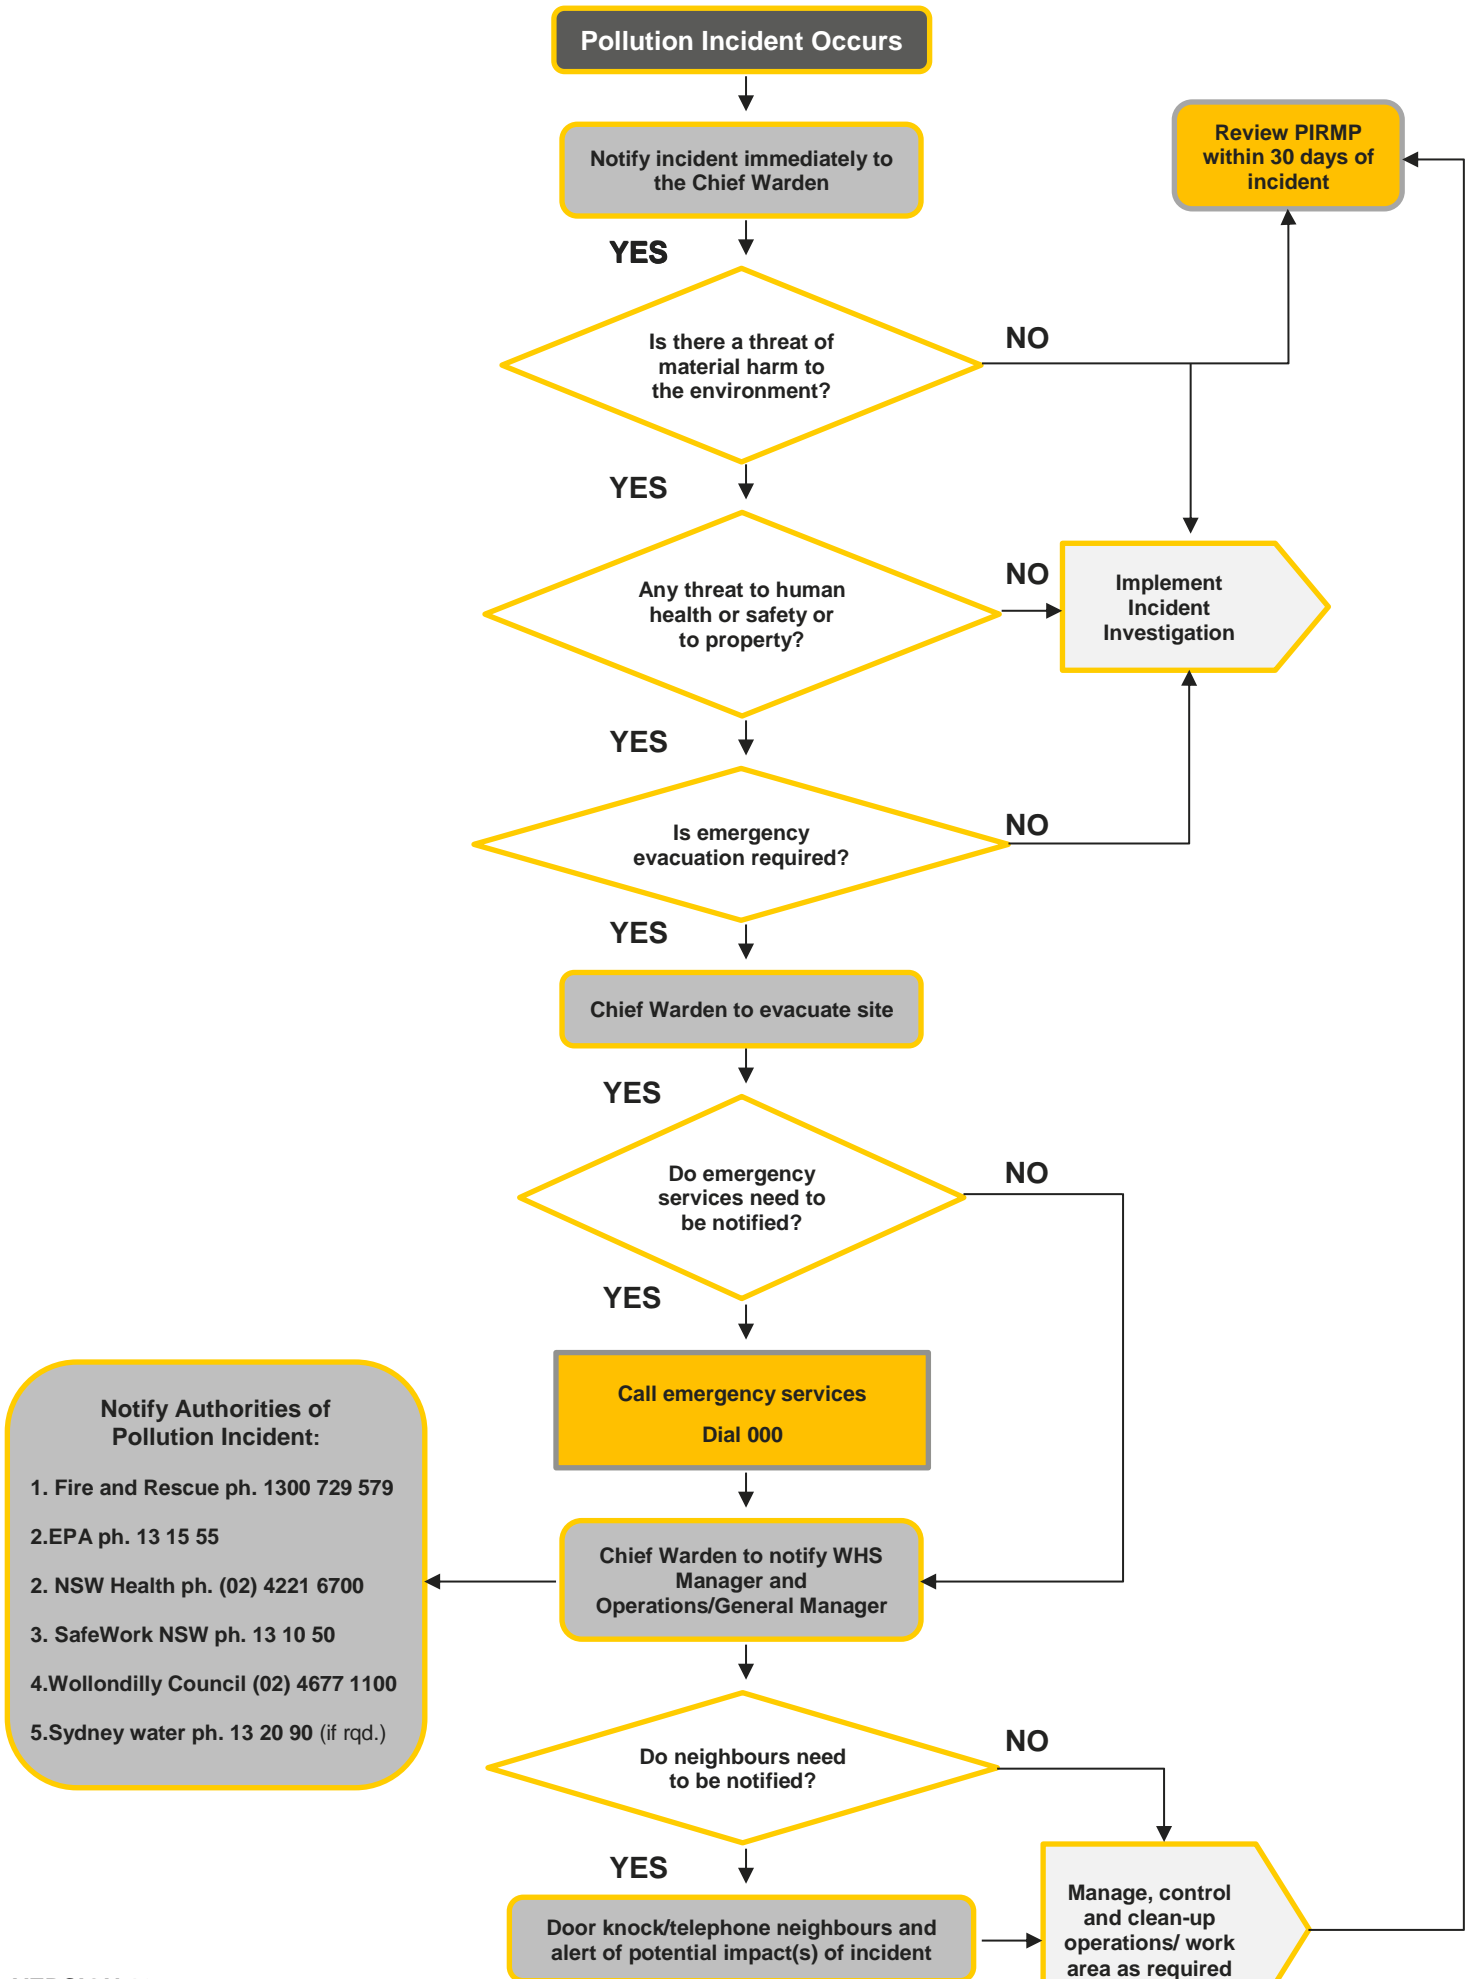 Pollution Incident Occurs
Notify incident immediately to
the Chief Warden
Review PIRMP
within 30 days of
incident
YES
Is there a threat of
material harm to
the environment?
NO
YES
Any threat to human
health or safety or
to property?
NO
Implement
Incident
Investigation
YES
Is emergency
evacuation required?
NO
YES
Chief Warden to evacuate site
YES
Do emergency
services need to
be notified?
NO
YES
Call emergency services
Dial 000
Notify Authorities of
Pollution Incident:
1. Fire and Rescue ph. 1300 729 579
2.EPA ph. 13 15 55
2. NSW Health ph. (02) 4221 6700
3. SafeWork NSW ph. 13 10 50
4.Wollondilly Council (02) 4677 1100
5.Sydney water ph. 13 20 90 (if rqd.)
Chief Warden to notify WHS
Manager and
Operations/General Manager
Do neighbours need
to be notified?
NO
YES
Door knock/telephone neighbours and
alert of potential impact(s) of incident
Manage, control
and clean-up
operations/ work
area as required